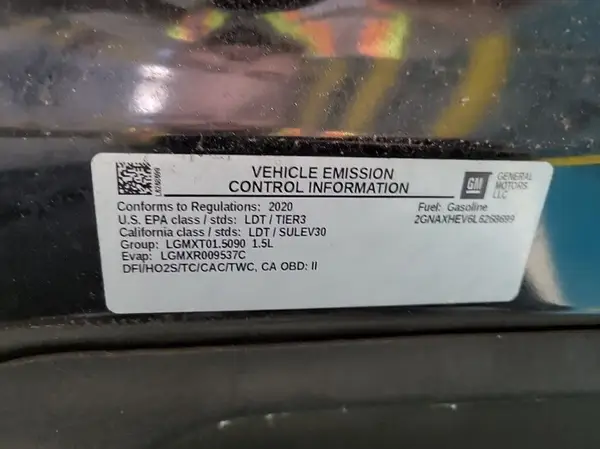 VEHICLE EMISSION
CONTROL INFORMATION
GM
GENERAL
MOTORS
LLC
Conforms to Regulations: 2020
U.S. EPA class / stds: LDT / TIER3
California class / stds: LDT / SULEV30
Group: LGMXT01.5090 1.5L
Evap: LGMXR009537C
DFI/HO2S/TC/CAC/TWC, CA OBD: II
Fuel: Gasoline
2GNAXHEV6L6268699